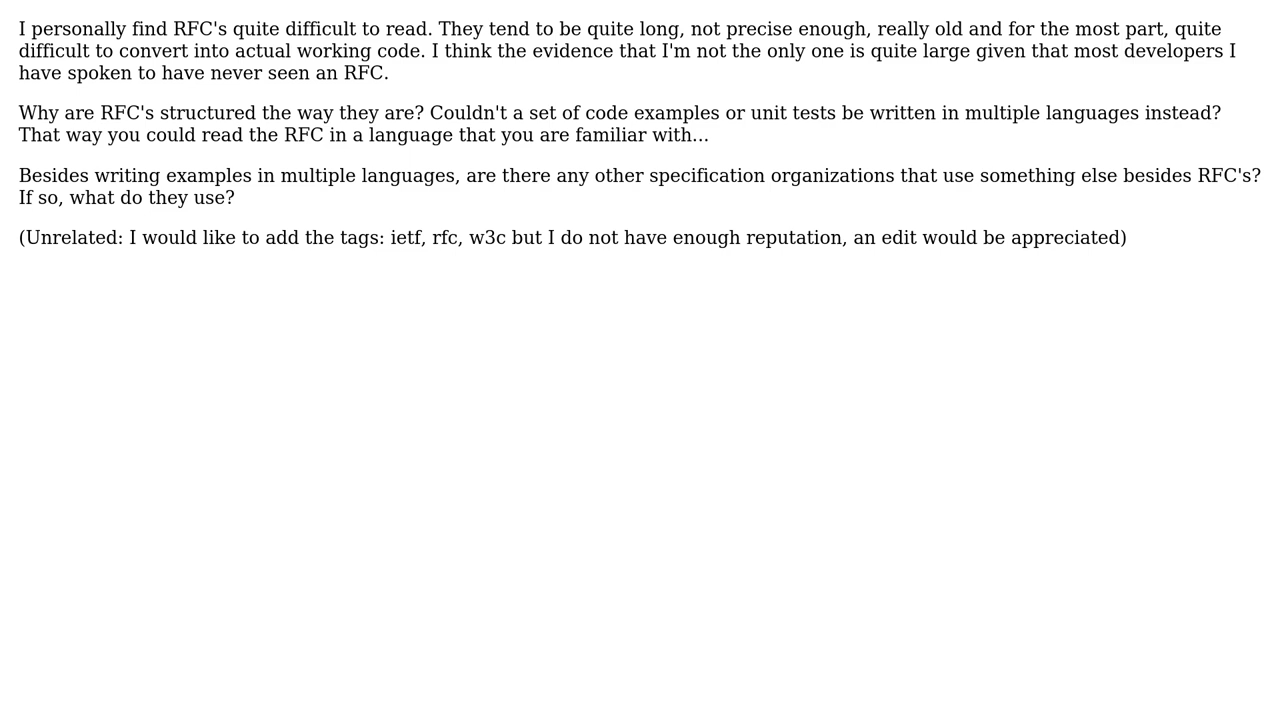 I personally find RFC's quite difficult to read. They tend to be quite long, not precise enough, really old and for the most part, quite
difficult to convert into actual working code. I think the evidence that I'm not the only one is quite large given that most developers I
have spoken to have never seen an RFC.
Why are RFC's structured the way they are? Couldn't a set of code examples or unit tests be written in multiple languages instead?
That way you could read the RFC in a language that you are familiar with...
Besides writing examples in multiple languages, are there any other specification organizations that use something else besides RFC's?
If so, what do they use?
(Unrelated: I would like to add the tags: ietf, rfc, w3c but I do not have enough reputation, an edit would be appreciated)